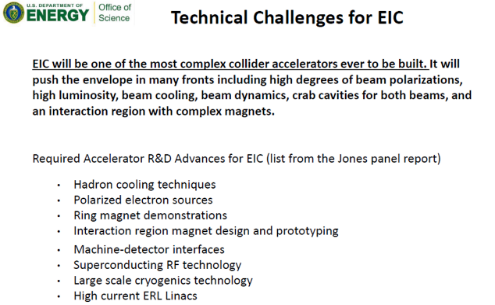 U.S. DEPARTMENT OF
ENERGY
Office of
Science
Technical Challenges for EIC
EIC will be one of the most complex collider accelerators ever to be built. It will
push the envelope in many fronts including high degrees of beam polarizations,
high luminosity, beam cooling, beam dynamics, crab cavities for both beams, and
an interaction region with complex magnets.
Required Accelerator R&D Advances for EIC (list from the Jones panel report)
• Hadron cooling techniques
• Polarized electron sources
• Ring magnet demonstrations
• Interaction region magnet design and prototyping
• Machine-detector interfaces
• Superconducting RF technology
• Large scale cryogenics technology
• High current ERL Linacs